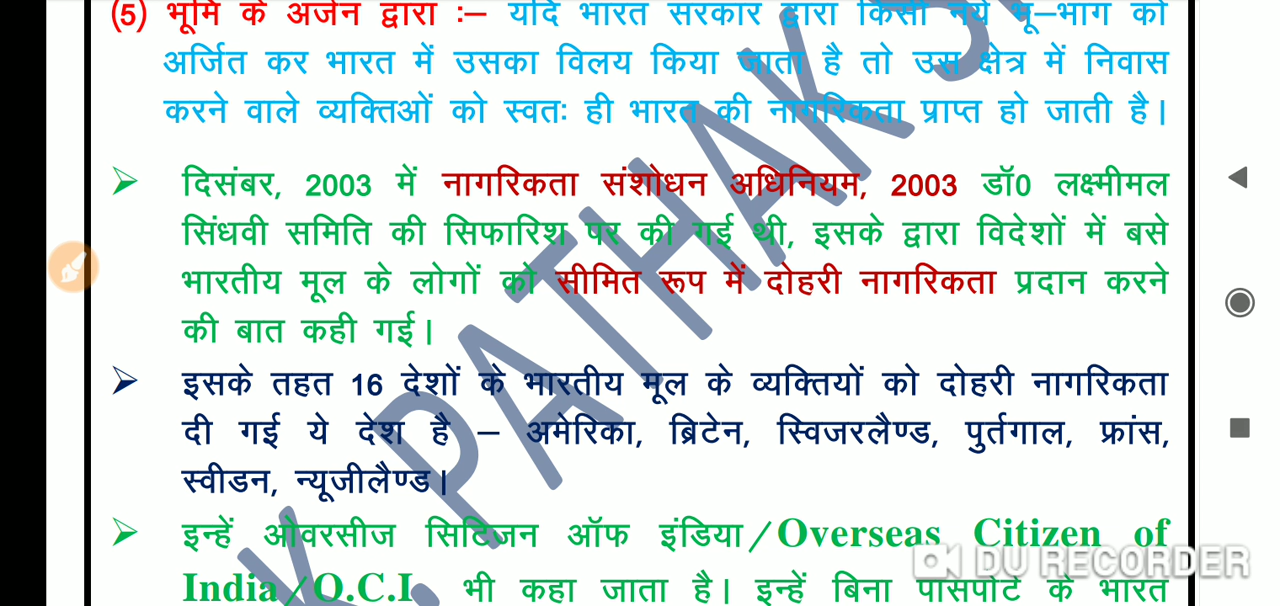 (5) भूमि के अर्जन द्वारा :– यदि भारत सरकार द्वारा किसी नये भू–भाग को
अर्जित कर भारत में उसका विलय किया जाता है तो उस क्षेत्र में निवास
करने वाले व्यक्तिओं को स्वतः ही भारत की नागरिकता प्राप्त हो जाती है।
➢ दिसंबर, 2003 में नागरिकता संशोधन अधिनियम, 2003 डॉ0 लक्ष्मीमल
सिंधवी समिति की सिफारिश पर की गई थी, इसके द्वारा विदेशों में बसे
भारतीय मूल के लोगों को सीमित रूप में दोहरी नागरिकता प्रदान करने
की बात कही गई।
➢ इसके तहत 16 देशों के भारतीय मूल के व्यक्तियों को दोहरी नागरिकता
दी गई ये देश है – अमेरिका, ब्रिटेन, स्विजरलैण्ड, पुर्तगाल, फ्रांस,
स्वीडन, न्यूजीलैण्ड।
➢ इन्हें ओवरसीज सिटिजन ऑफ इंडिया/Overseas Citizen of
India/O.C.I. भी कहा जाता है। इन्हें बिना पासपोर्ट के भारत
K. PATHAK S
DU RECORDER